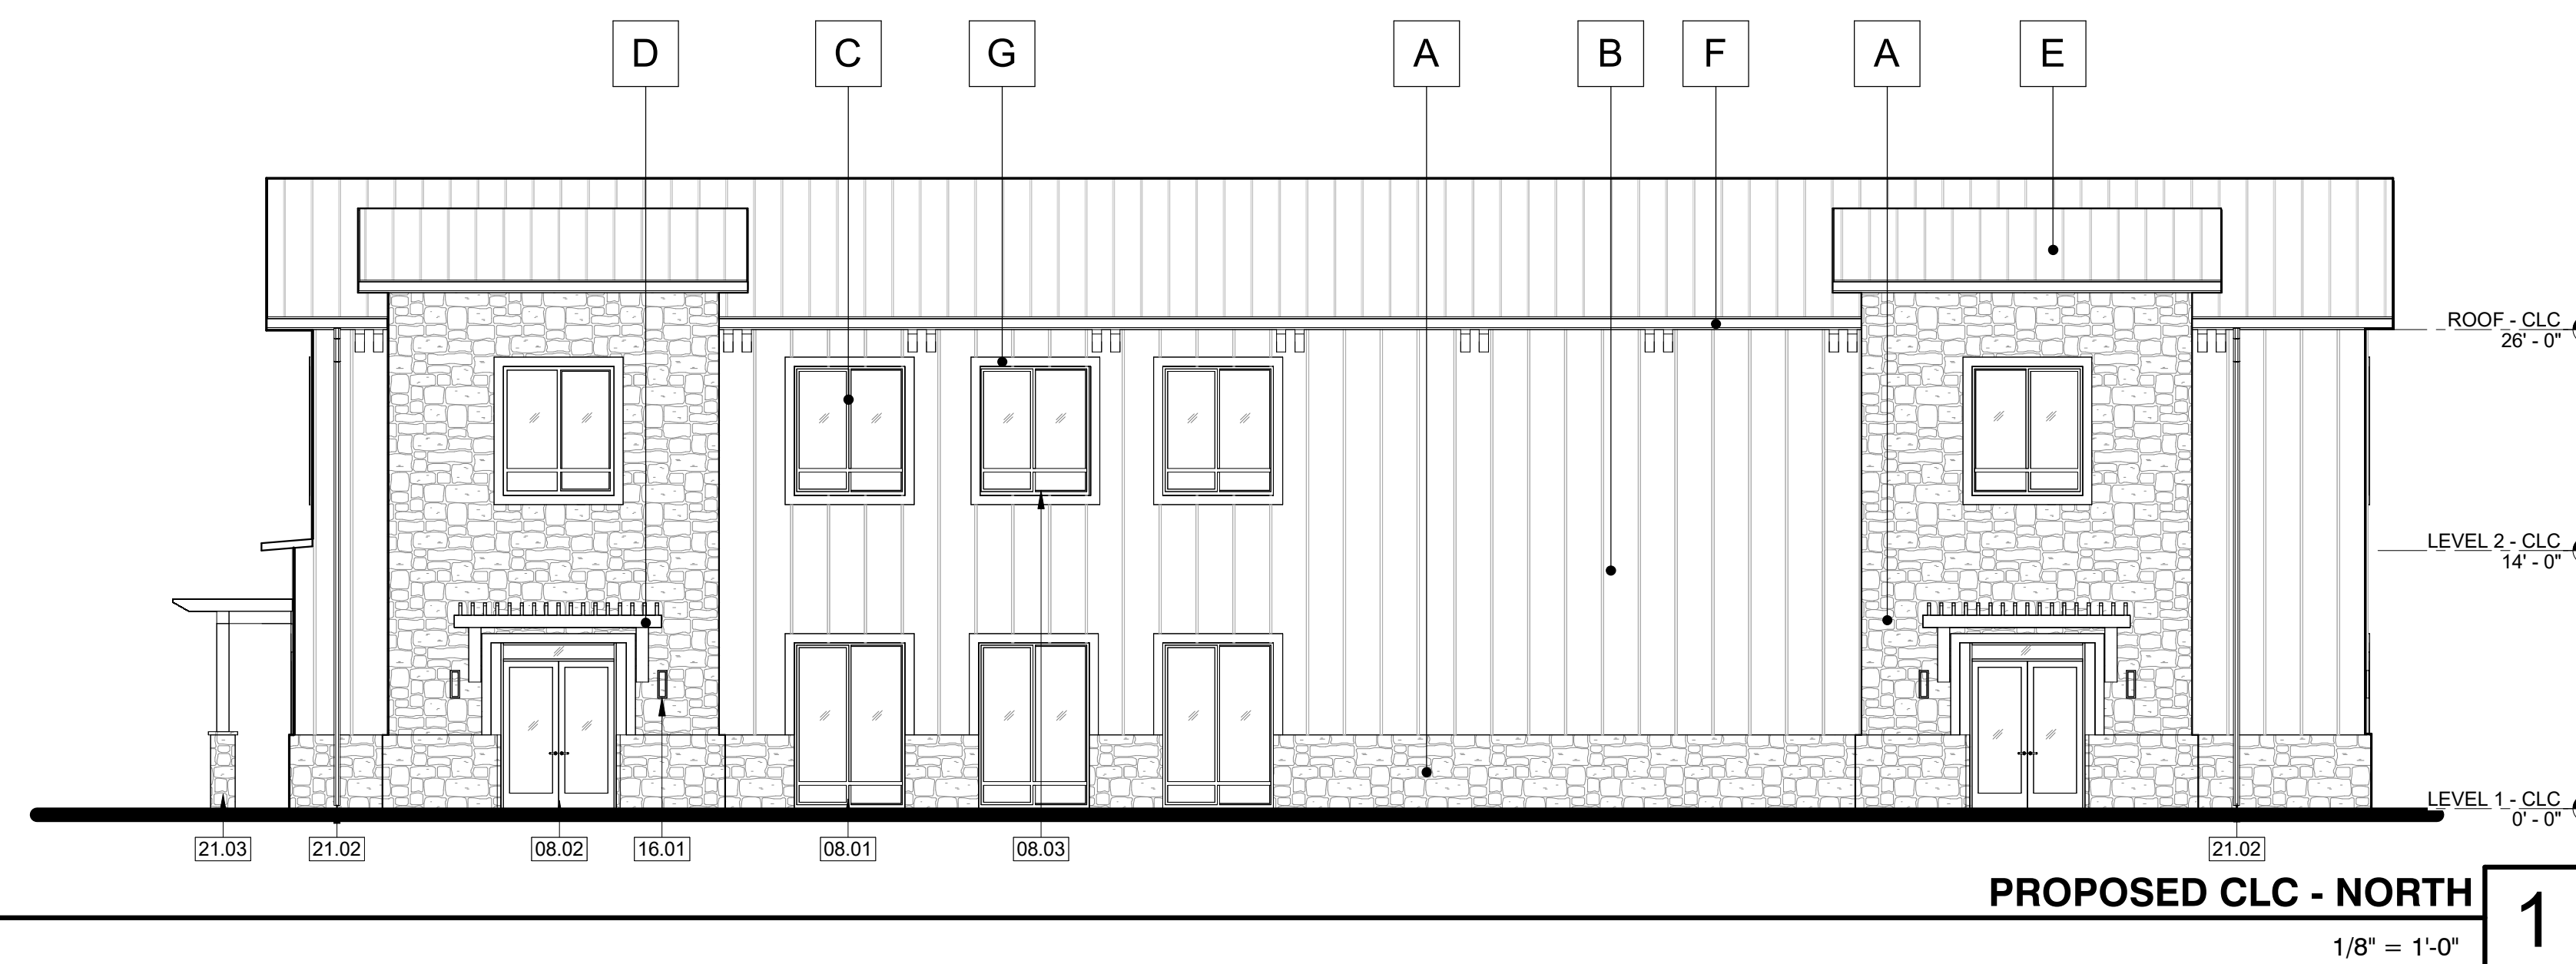 D
C
G
A
B
F
A
E
ROOF - CLC
26' - 0"
LEVEL 2 - CLC
14' - 0"
LEVEL 1 - CLC
0' - 0"
21.03
21.02
08.02
16.01
08.01
08.03
21.02
PROPOSED CLC - NORTH
1
1/8" = 1'-0"